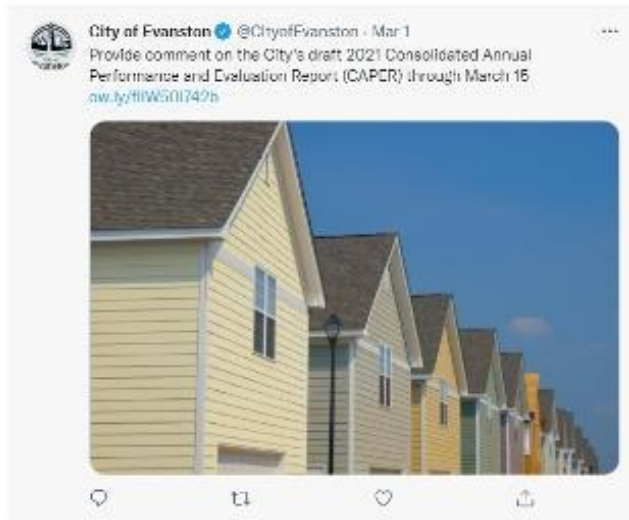 City of Evanston @CityofEvanston · Mar 1
Provide comment on the City's draft 2021 Consolidated Annual
Performance and Evaluation Report (CAPER) through March 15